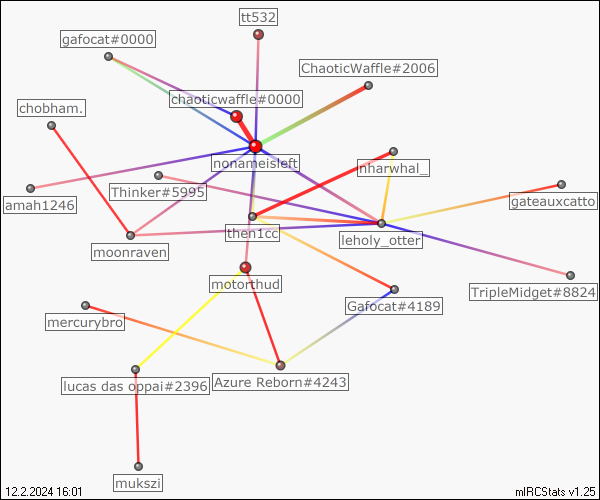 tt532
gafocat#0000
ChaoticWaffle#2006
chaoticwaffle#0000
chobham.
nonameisleft
nharwhal_
Thinker#5995
amah1246
gateauxcatto
then1cc
leholy_otter
moonraven
motorthud
TripleMidget#8824
Gafocat#4189
mercurybro
Azure Reborn#4243
lucas das oppai#2396
mukszi
12.2.2024 16:01
mIRCStats v1.25